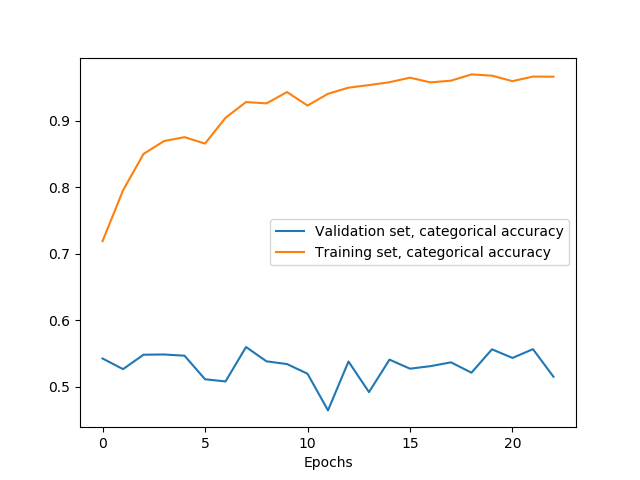 0.9
0.8
0.7
0.6
0.5
Validation set, categorical accuracy
Training set, categorical accuracy
0 5 10 15 20
Epochs